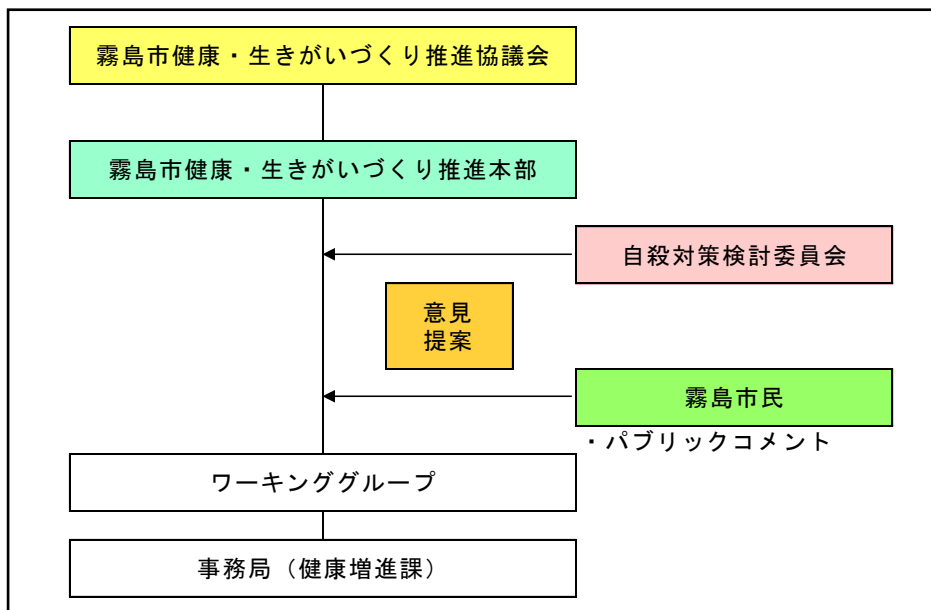 霧島市健康・生きがいづくり推進協議会
霧島市健康・生きがいづくり推進本部
自殺対策検討委員会
意見
提案
霧島市民
・パブリックコメント
ワーキンググループ
事務局（健康増進課）